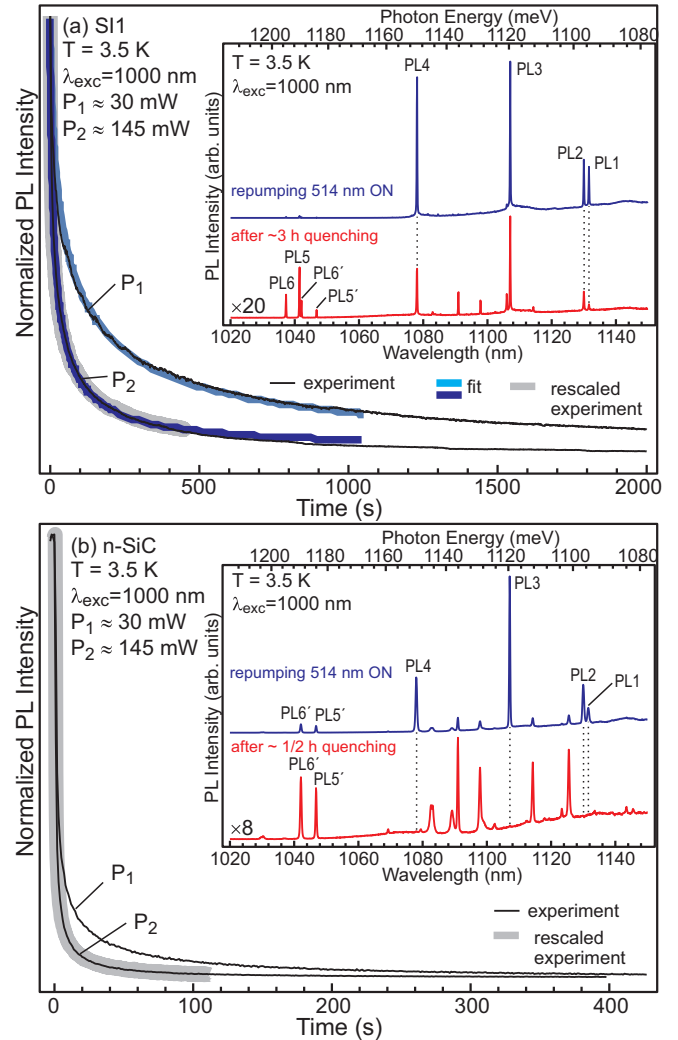 (a) SI1
T = 3.5 K
λexc=1000 nm
P1 ≈ 30 mW
P2 ≈ 145 mW
Normalized PL Intensity
P1
P2
Photon Energy (meV)
1200 1180 1160 1140 1120 1100 1080
T = 3.5 K
λexc=1000 nm
PL4
PL3
PL2
PL1
repumping 514 nm ON
after ~3 h quenching
PL5
PL6
PL6´
PL5´
×20
PL Intensity (arb. units)
1020 1040 1060 1080 1100 1120 1140
Wavelength (nm)
experiment
fit
rescaled
experiment
0 500 1000 1500 2000
Time (s)
(b) n-SiC
T = 3.5 K
λexc=1000 nm
P1 ≈ 30 mW
P2 ≈ 145 mW
Normalized PL Intensity
P1
P2
Photon Energy (meV)
1200 1180 1160 1140 1120 1100 1080
T = 3.5 K
λexc=1000 nm
PL3
PL4
PL2
PL1
repumping 514 nm ON
PL6´ PL5´
after ~ 1/2 h quenching
PL6´
PL5´
×8
PL Intensity (arb. units)
1020 1040 1060 1080 1100 1120 1140
Wavelength (nm)
experiment
rescaled
experiment
0 100 200 300 400
Time (s)